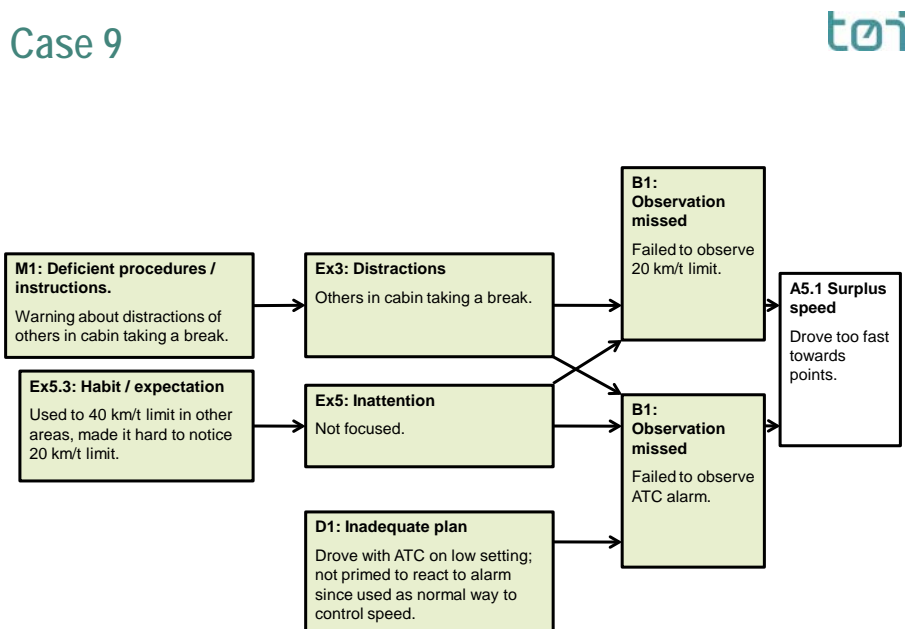 Case 9
tøi
M1: Deficient procedures /
instructions.
Warning about distractions of
others in cabin taking a break.
Ex5.3: Habit / expectation
Used to 40 km/t limit in other
areas, made it hard to notice
20 km/t limit.
Ex3: Distractions
Others in cabin taking a break.
Ex5: Inattention
Not focused.
D1: Inadequate plan
Drove with ATC on low setting;
not primed to react to alarm
since used as normal way to
control speed.
B1:
Observation
missed
Failed to observe
20 km/t limit.
B1:
Observation
missed
Failed to observe
ATC alarm.
A5.1 Surplus
speed
Drove too fast
towards
points.